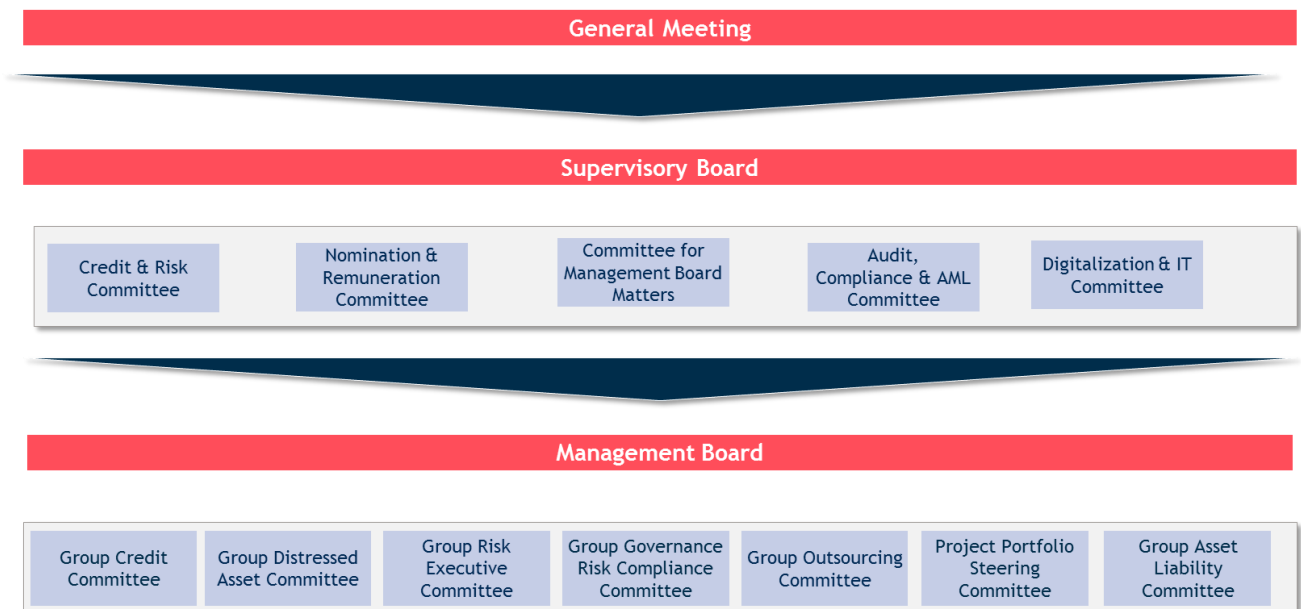 General Meeting
Supervisory Board
Credit & Risk
Committee
Nomination &
Remuneration
Committee
Committee for
Management Board
Matters
Audit,
Compliance & AML
Committee
Digitalization & IT
Committee
Management Board
Group Credit
Committee
Group Distressed
Asset Committee
Group Risk
Executive
Committee
Group Governance
Risk Compliance
Committee
Group Outsourcing
Committee
Project Portfolio
Steering
Committee
Group Asset
Liability
Committee